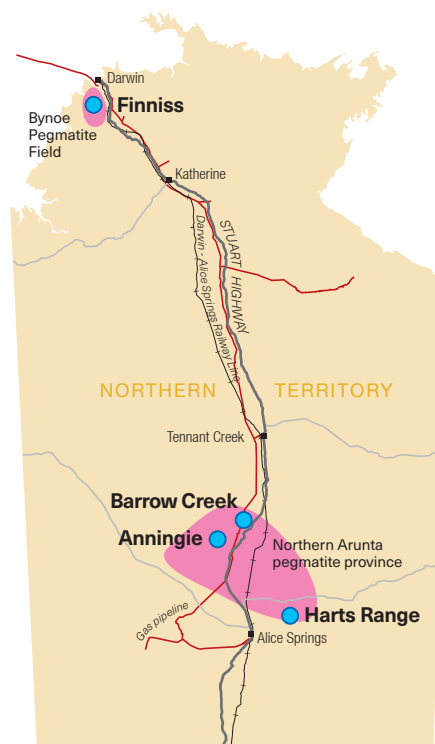 Darwin
Finniss
Bynoe
Pegmatite
Field
Katherine
STUART HIGHWAY
Darwin - Alice Springs Railway Line
NORTHERN TERRITORY
Tennant Creek
Barrow Creek
Anningie
Northern Arunta
pegmatite province
Harts Range
Gas pipeline
Alice Springs